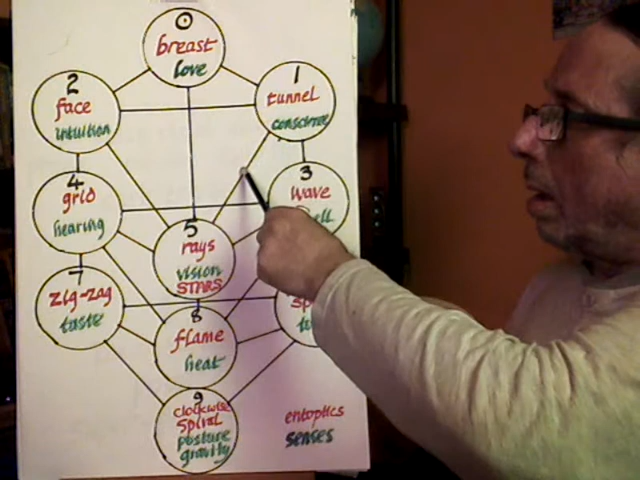 0
breast
love
1
tunnel
2
face
intuition
3
wave
4
grid
hearing
5
rays
vision
STARS
7
zig-zag
taste
8
flame
heat
9
clockwise
spiral
posture
gravity
entoptics
senses